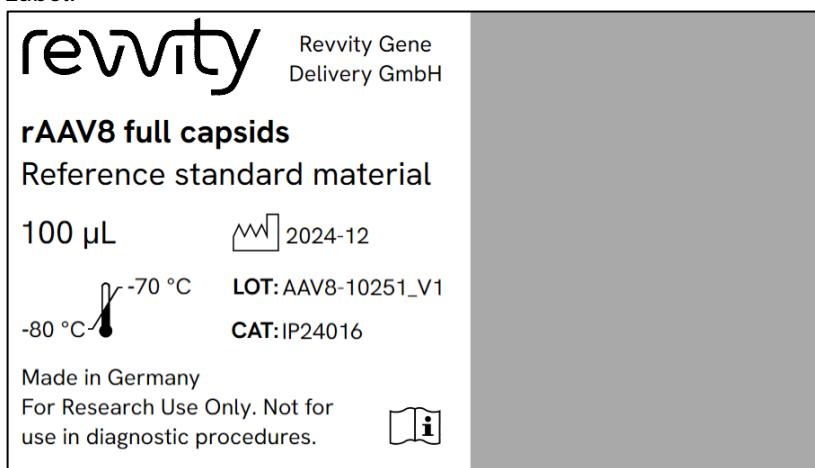 revvity
Revvity Gene
Delivery GmbH
rAAV8 full capsids
Reference standard material
100 µL
2024-12
-70 °C
-80 °C
LOT: AAV8-10251_V1
CAT: IP24016
Made in Germany
For Research Use Only. Not for
use in diagnostic procedures.
i